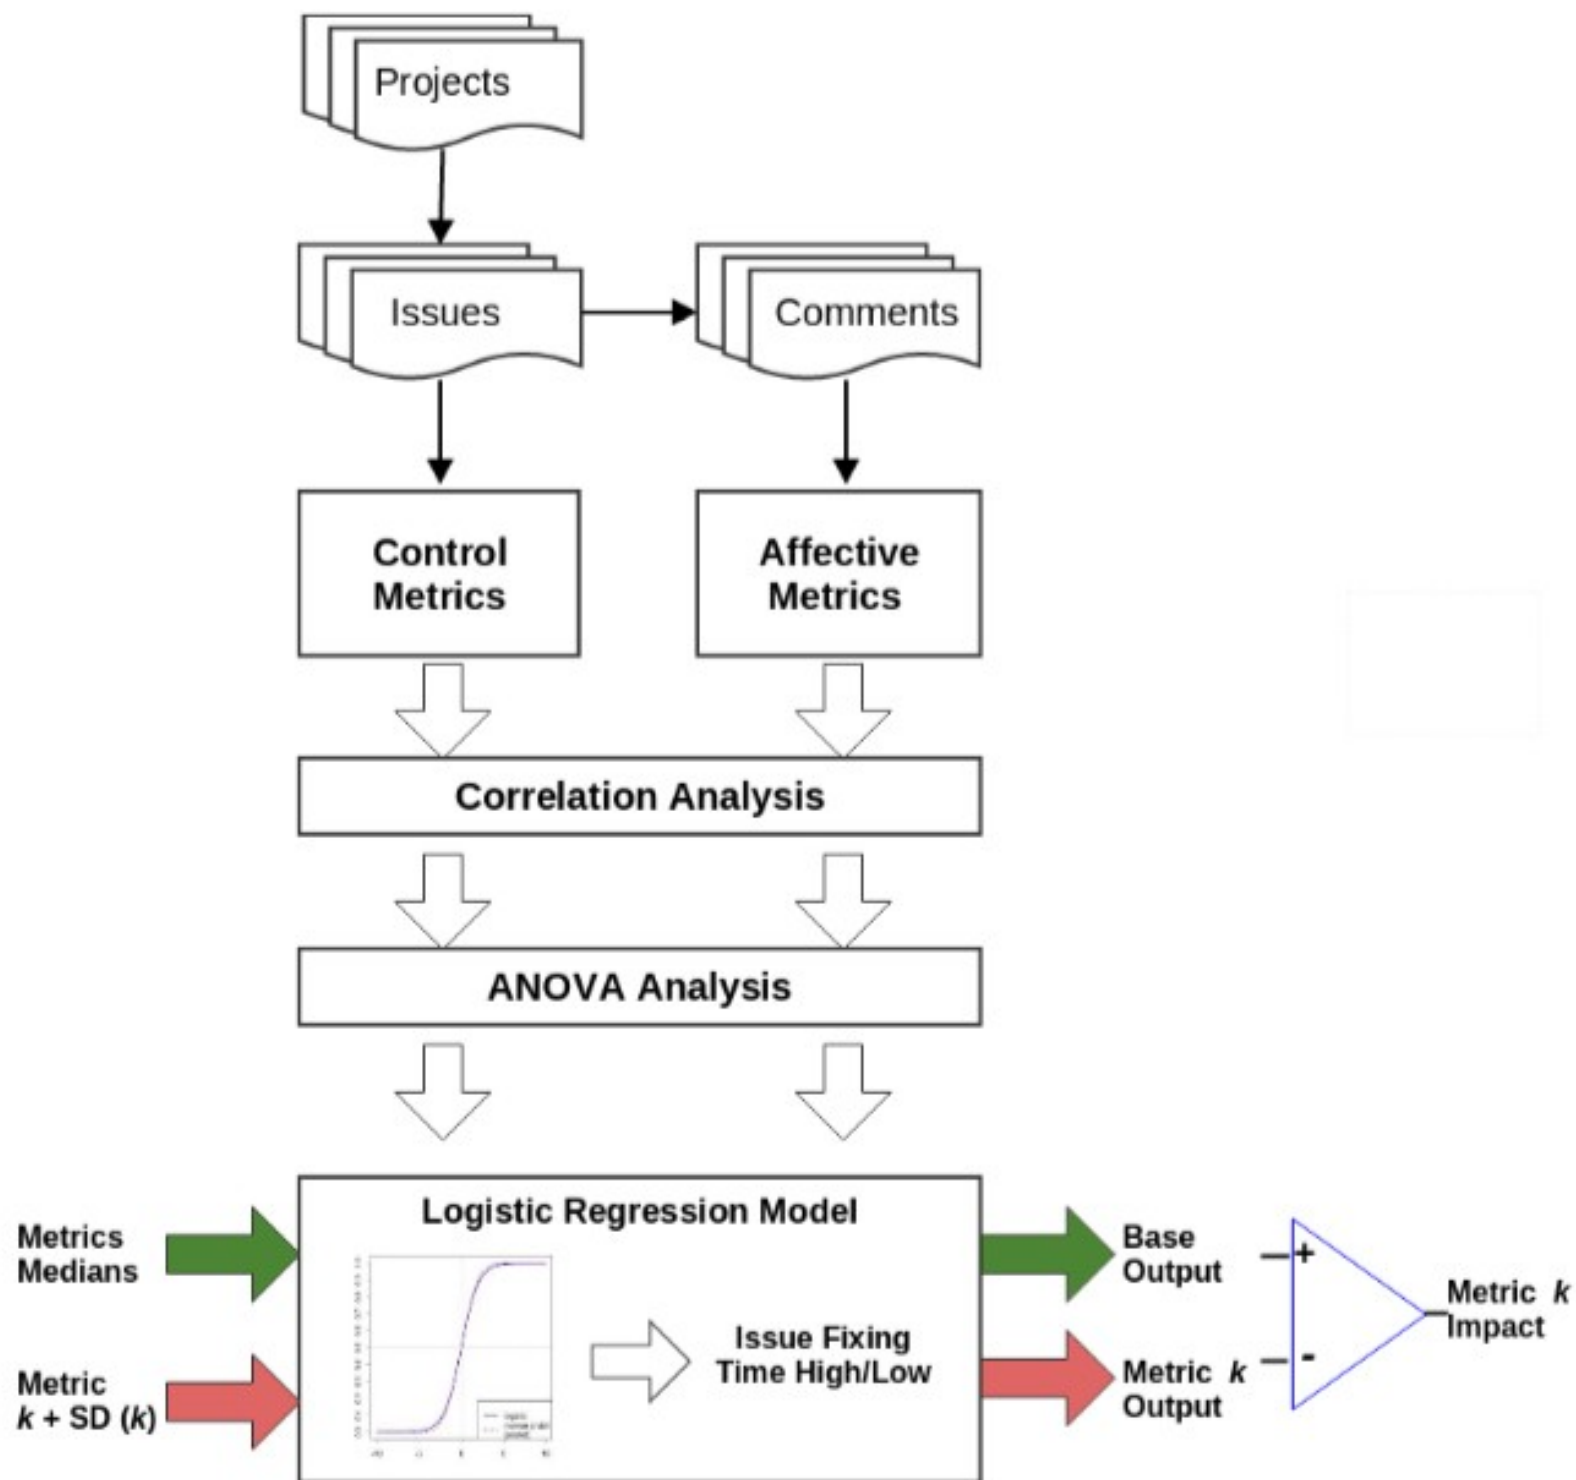 Projects
Issues
Comments
Control
Metrics
Affective
Metrics
Correlation Analysis
ANOVA Analysis
Logistic Regression Model
Metrics
Medians
Metric
k + SD (k)
Issue Fixing
Time High/Low
Base
Output
Metric k
Output
+
-
Metric k
Impact